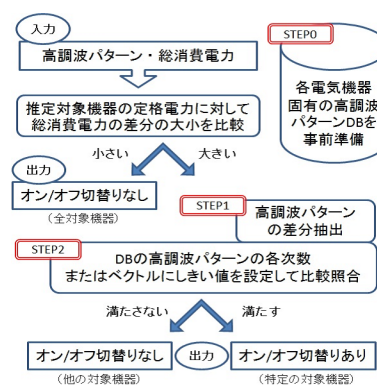 入力
高調波パターン・総消費電力
STEP0
各電気機器
固有の高調波
パターンDBを
事前準備
推定対象機器の定格電力に対して
総消費電力の差分の大小を比較
小さい
大きい
出力
オン/オフ切替りなし
(全対象機器)
STEP1
高調波パターン
の差分抽出
STEP2
DBの高調波パターンの各次数
またはベクトルにしきい値を設定して比較照合
満たさない
満たす
オン/オフ切替りなし
出力
オン/オフ切替りあり
(他の対象機器)
(特定の対象機器)